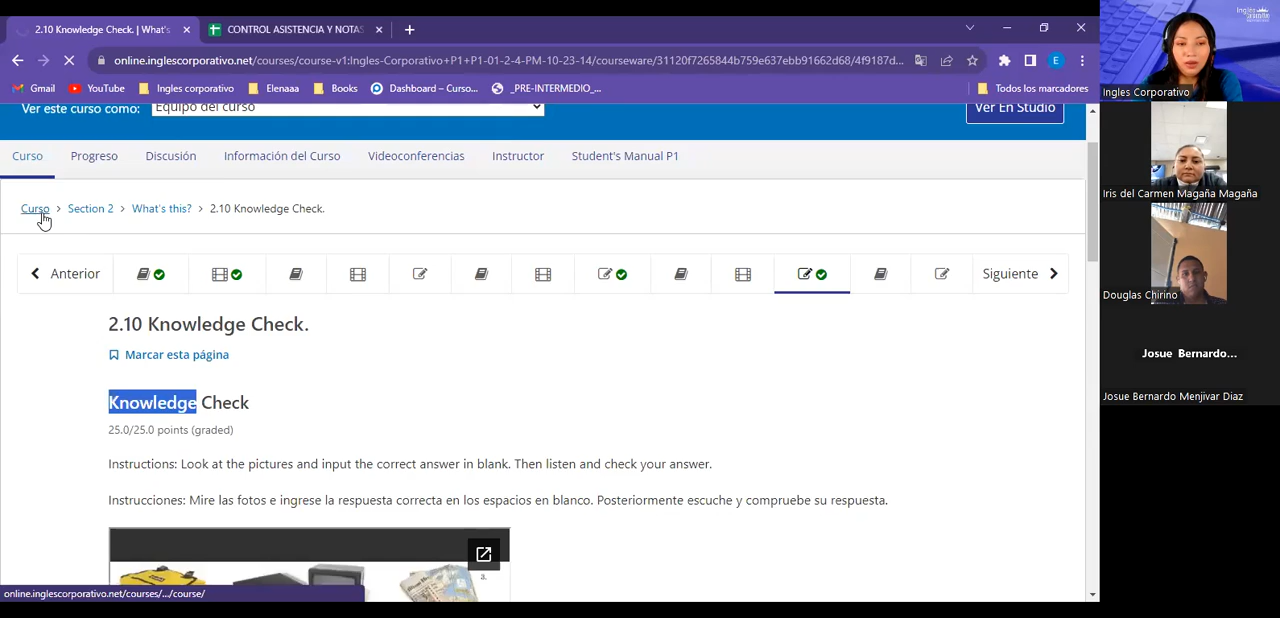 2.10 Knowledge Check. | What's
CONTROL ASISTENCIA Y NOTAS
online.inglescorporativo.net/courses/course-v1:Ingles-Corporativo+P1+P1-01-2-4-PM-10-23-14/courseware/31120f7265844b759e637ebb91662d68/4f9187d...
Gmail
YouTube
Ingles corporativo
Elenaaa
Books
Dashboard – Curso...
_PRE-INTERMEDIO_...
Todos los marcadores
Ver este curso como:
Equipo del curso
Ver En Studio
Curso
Progreso
Discusión
Información del Curso
Videoconferencias
Instructor
Student's Manual P1
Curso > Section 2 > What's this? > 2.10 Knowledge Check.
Anterior
Siguiente
2.10 Knowledge Check.
Marcar esta página
Knowledge Check
25.0/25.0 points (graded)
Instructions: Look at the pictures and input the correct answer in blank. Then listen and check your answer.
Instrucciones: Mire las fotos e ingrese la respuesta correcta en los espacios en blanco. Posteriormente escuche y compruebe su respuesta.
3.
online.inglescorporativo.net/courses/.../course/
Ingles Corporativo
Iris del Carmen Magaña Magaña
Douglas Chirino
Josue Bernardo...
Josue Bernardo Menjivar Diaz